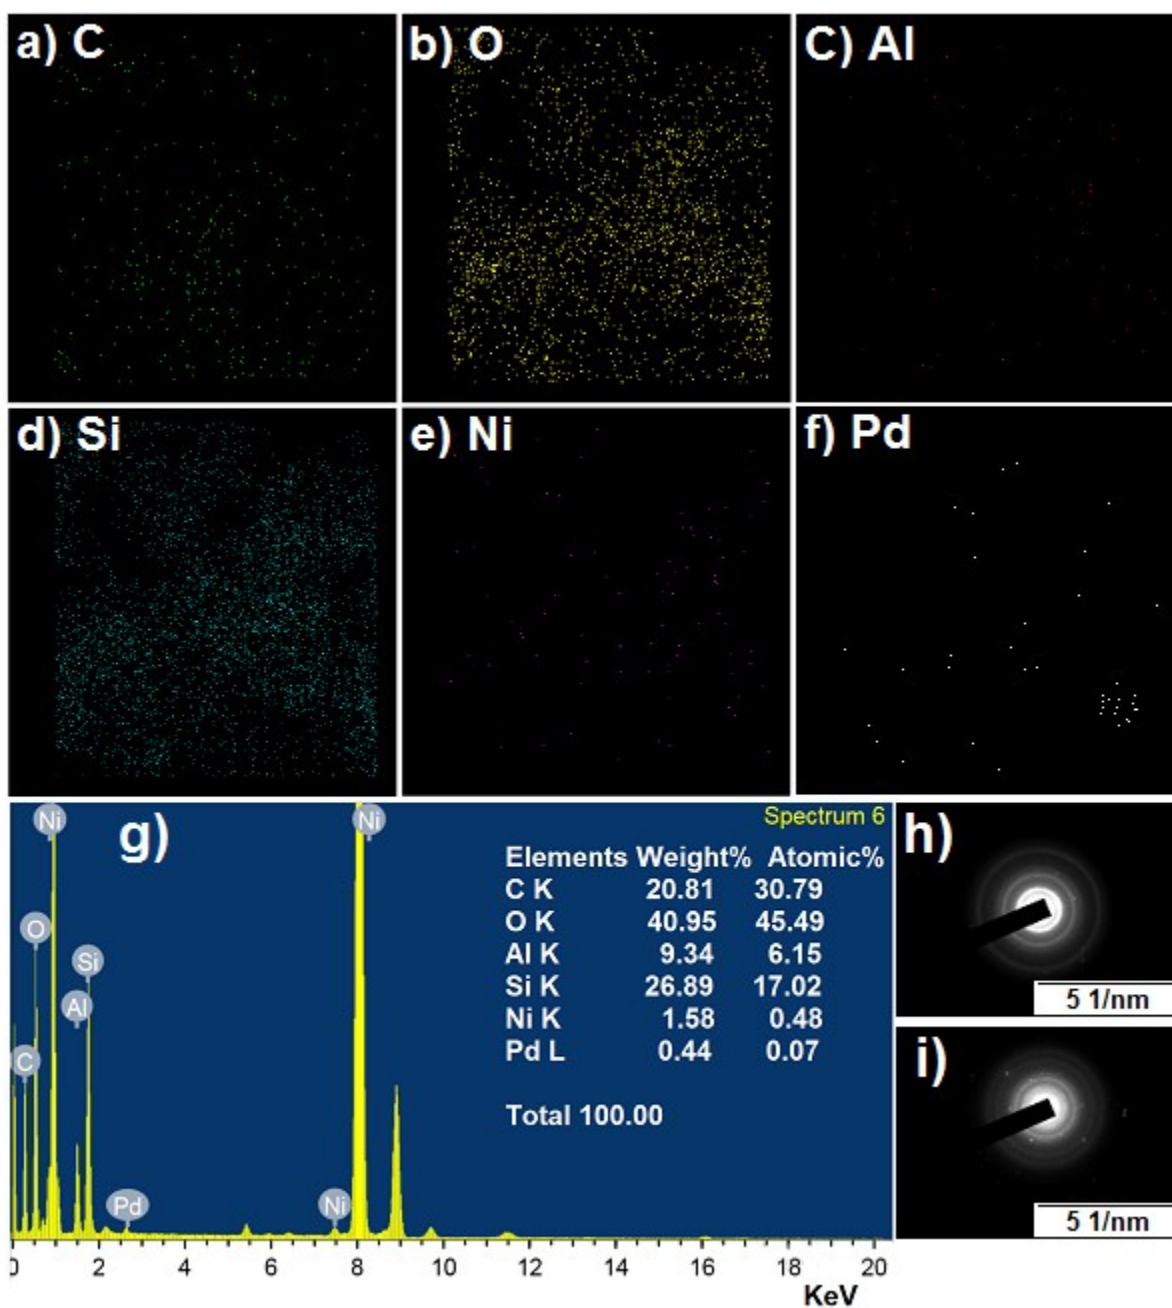 a) C
b) O
C) Al
d) Si
e) Ni
f) Pd
g)
Spectrum 6
Ni
Ni
O
Si
Al
C
Pd
Ni
Elements Weight% Atomic%
C K 20.81 30.79
O K 40.95 45.49
Al K 9.34 6.15
Si K 26.89 17.02
Ni K 1.58 0.48
Pd L 0.44 0.07
Total 100.00
0 2 4 6 8 10 12 14 16 18 20
KeV
h)
5 1/nm
i)
5 1/nm